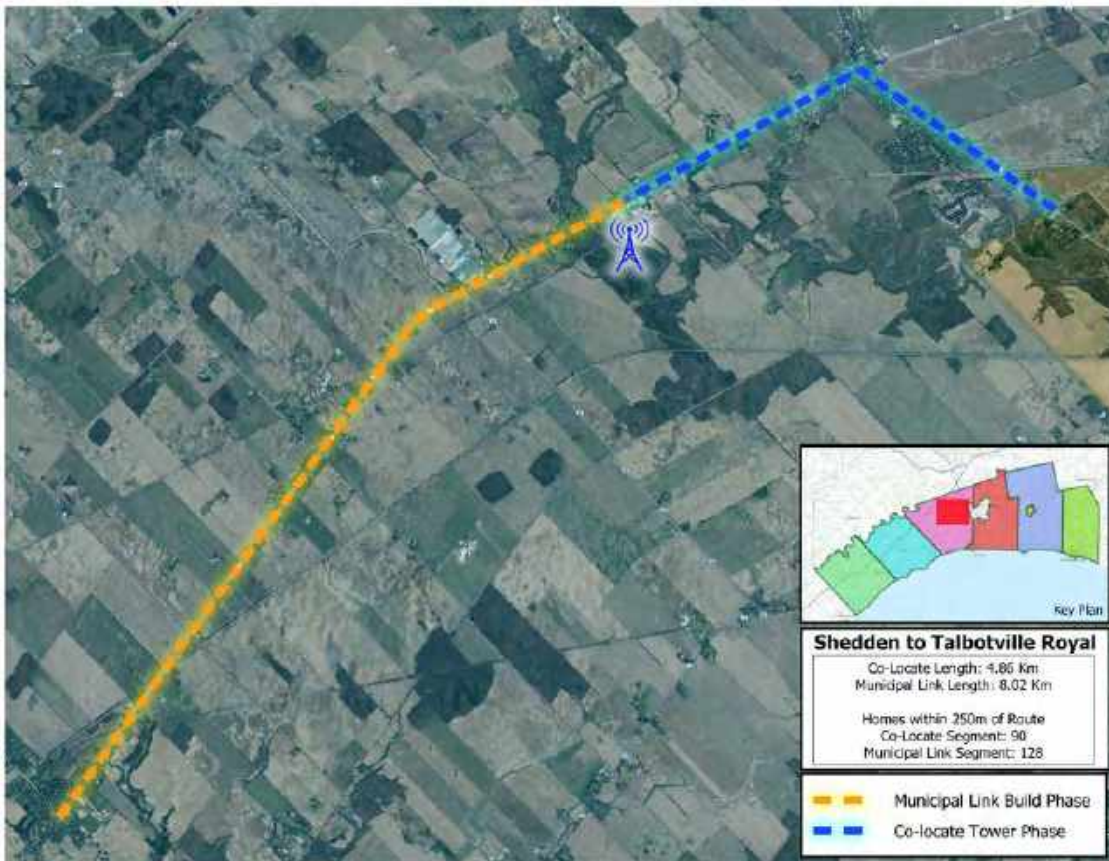 Key Plan
Shedden to Talbotville Royal
Co-Locate Length: 4.86 Km
Municipal Link Length: 8.02 Km
Homes within 250m of Route
Co-Locate Segment: 90
Municipal Link Segment: 128
Municipal Link Build Phase
Co-locate Tower Phase